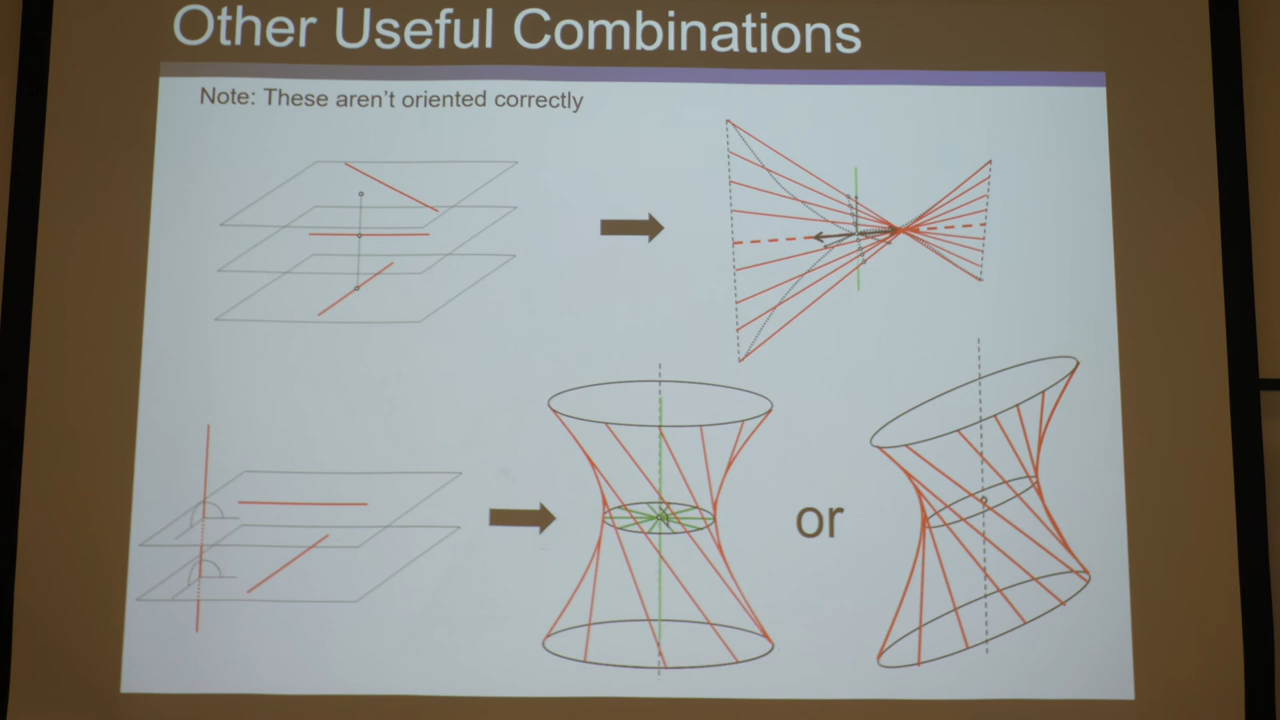 Other Useful Combinations
Note: These aren't oriented correctly
or